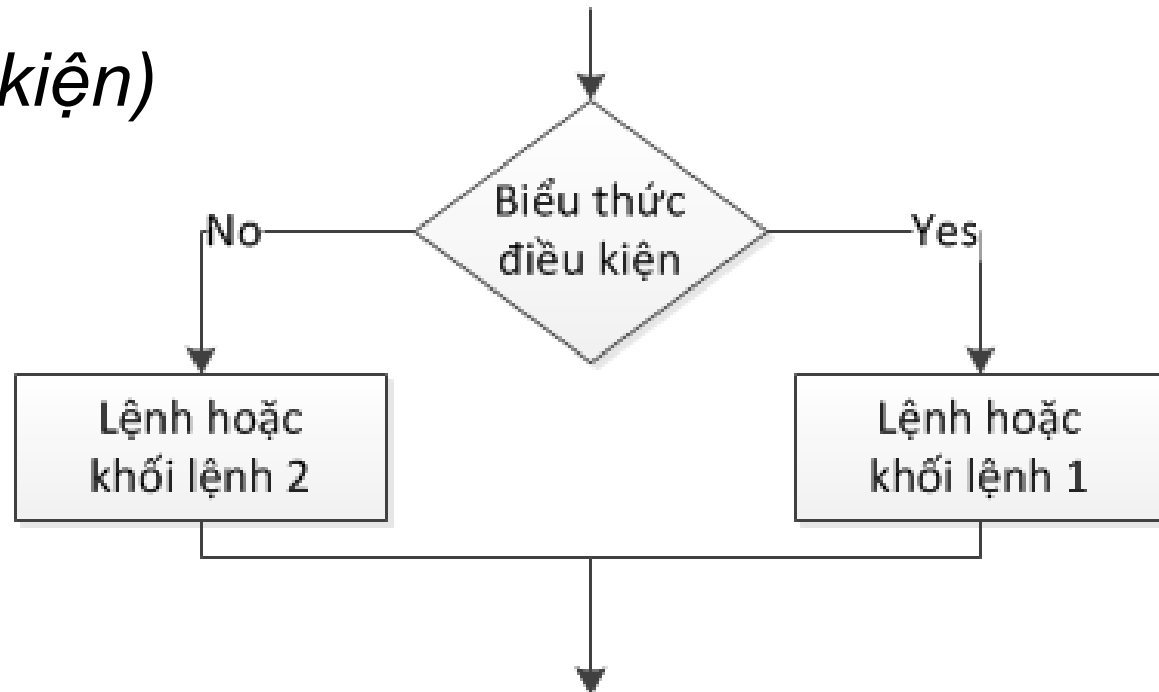 kiện)
Biểu thức
điều kiện
No
Yes
Lệnh hoặc
khối lệnh 2
Lệnh hoặc
khối lệnh 1